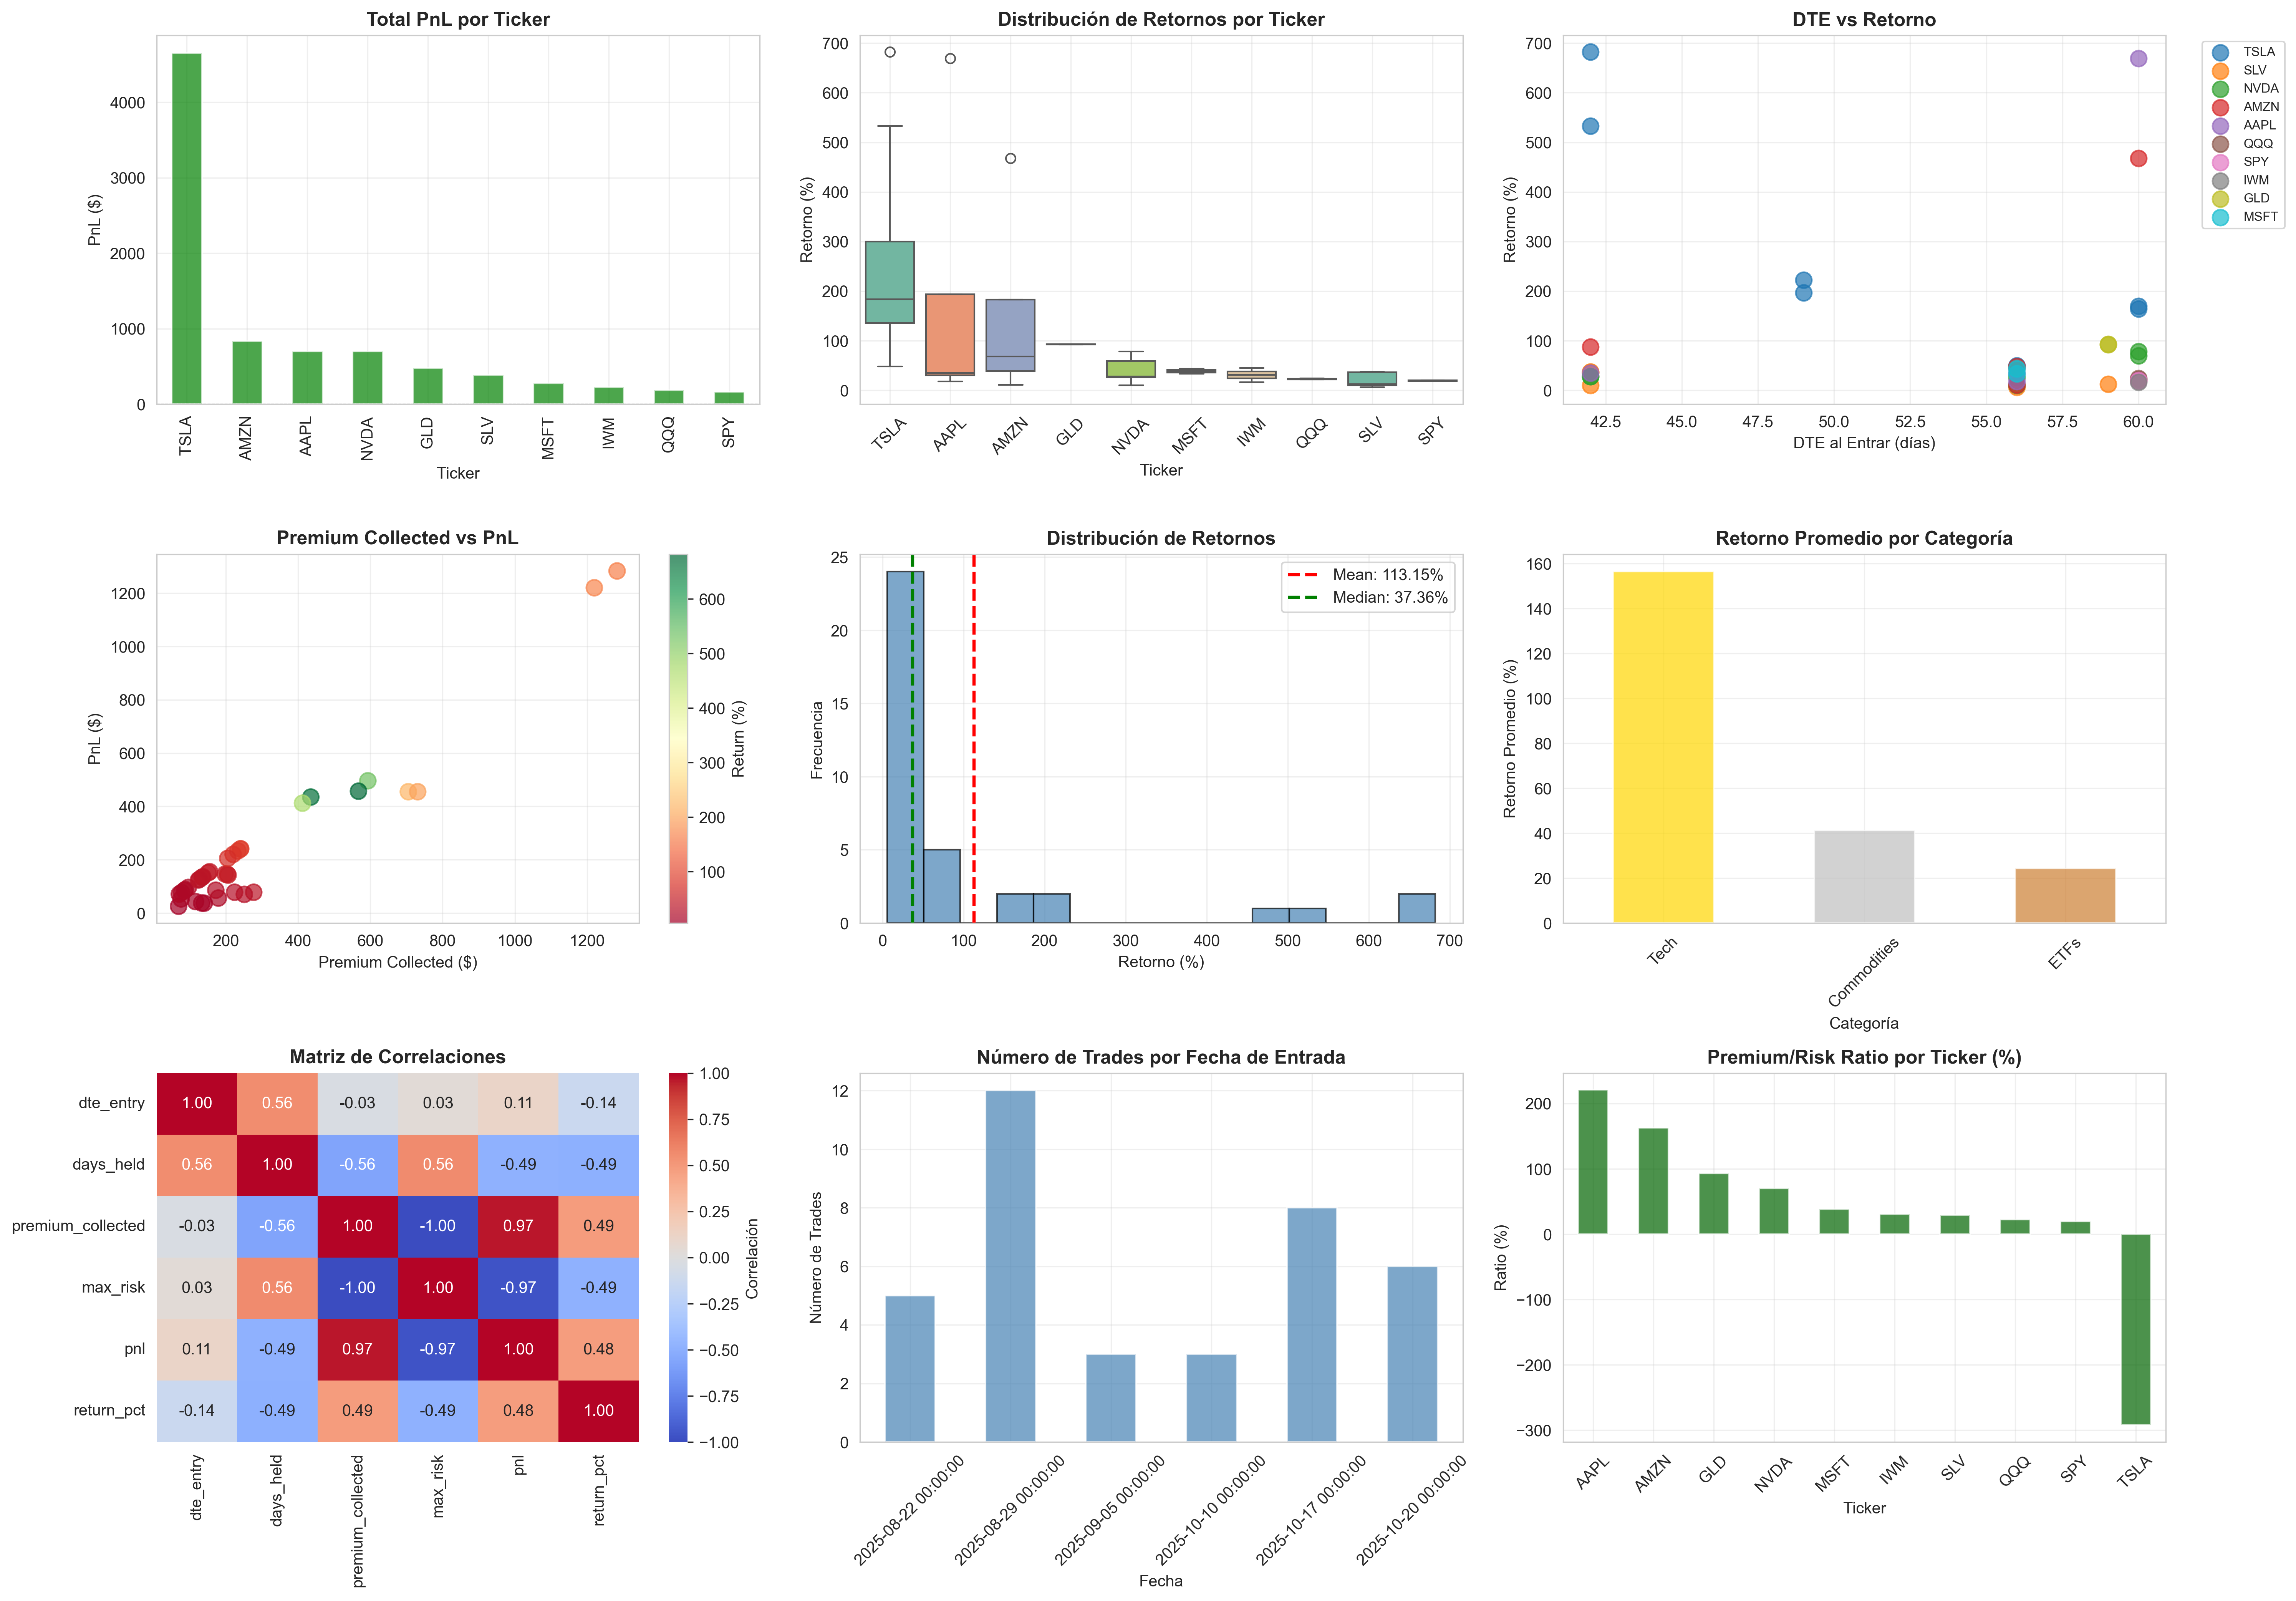 Total PnL por Ticker
PnL ($)
4000
3000
2000
1000
0
TSLA
AMZN
AAPL
NVDA
GLD
SLV
MSFT
IWM
QQQ
SPY
Ticker
Distribución de Retornos por Ticker
Retorno (%)
700
600
500
400
300
200
100
0
TSLA
AAPL
AMZN
GLD
NVDA
MSFT
IWM
QQQ
SLV
SPY
Ticker
DTE vs Retorno
Retorno (%)
700
600
500
400
300
200
100
0
42.5
45.0
47.5
50.0
52.5
55.0
57.5
60.0
DTE al Entrar (días)
TSLA
SLV
NVDA
AMZN
AAPL
QQQ
SPY
IWM
GLD
MSFT
Premium Collected vs PnL
PnL ($)
1200
1000
800
600
400
200
0
200
400
600
800
1000
1200
Premium Collected ($)
600
500
400
300
200
100
Return (%)
Distribución de Retornos
Frecuencia
25
20
15
10
5
0
0
100
200
300
400
500
600
700
Retorno (%)
Mean: 113.15%
Median: 37.36%
Retorno Promedio por Categoría
Retorno Promedio (%)
160
140
120
100
80
60
40
20
0
Tech
Commodities
ETFs
Categoría
Matriz de Correlaciones
dte_entry 1.00 0.56 -0.03 0.03 0.11 -0.14
days_held 0.56 1.00 -0.56 0.56 -0.49 -0.49
premium_collected -0.03 -0.56 1.00 -1.00 0.97 0.49
max_risk 0.03 0.56 -1.00 1.00 -0.97 -0.49
pnl 0.11 -0.49 0.97 -0.97 1.00 0.48
return_pct -0.14 -0.49 0.49 -0.49 0.48 1.00
dte_entry
days_held
premium_collected
max_risk
pnl
return_pct
1.00
0.75
0.50
0.25
0.00
−0.25
−0.50
−0.75
−1.00
Correlación
Número de Trades por Fecha de Entrada
Número de Trades
12
10
8
6
4
2
0
2025-08-22 00:00:00
2025-08-29 00:00:00
2025-09-05 00:00:00
2025-10-10 00:00:00
2025-10-17 00:00:00
2025-10-20 00:00:00
Fecha
Premium/Risk Ratio por Ticker (%)
Ratio (%)
200
100
0
−100
−200
−300
AAPL
AMZN
GLD
NVDA
MSFT
IWM
SLV
QQQ
SPY
TSLA
Ticker